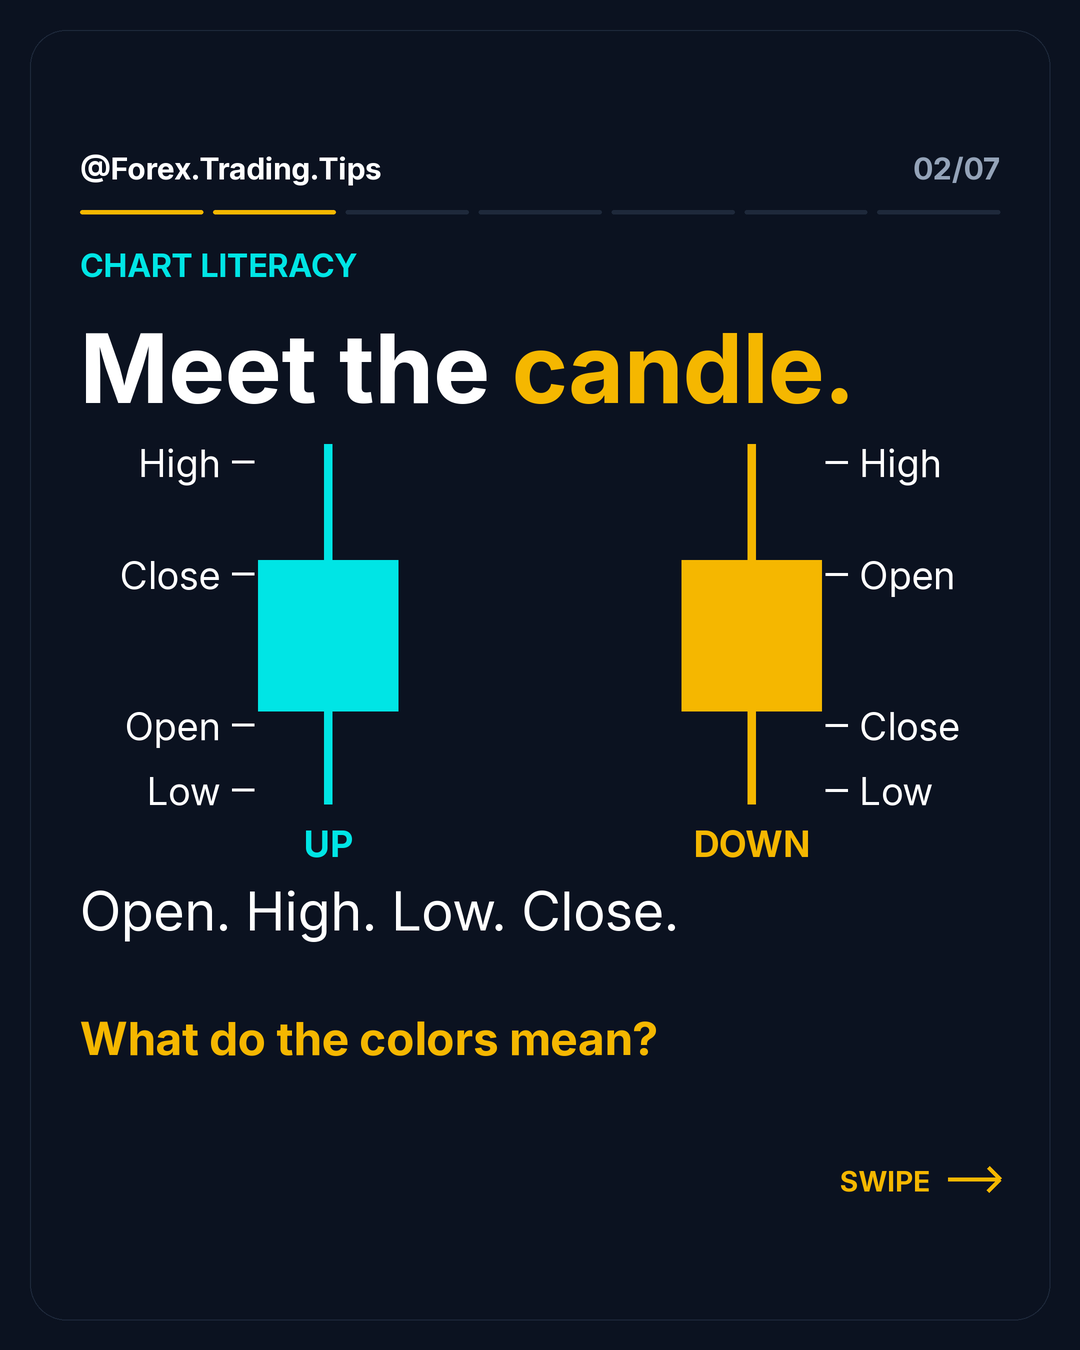 @Forex.Trading.Tips
02/07
CHART LITERACY
Meet the candle.
High
High
Close
Open
Open
Close
Low
Low
UP
DOWN
Open. High. Low. Close.
What do the colors mean?
SWIPE